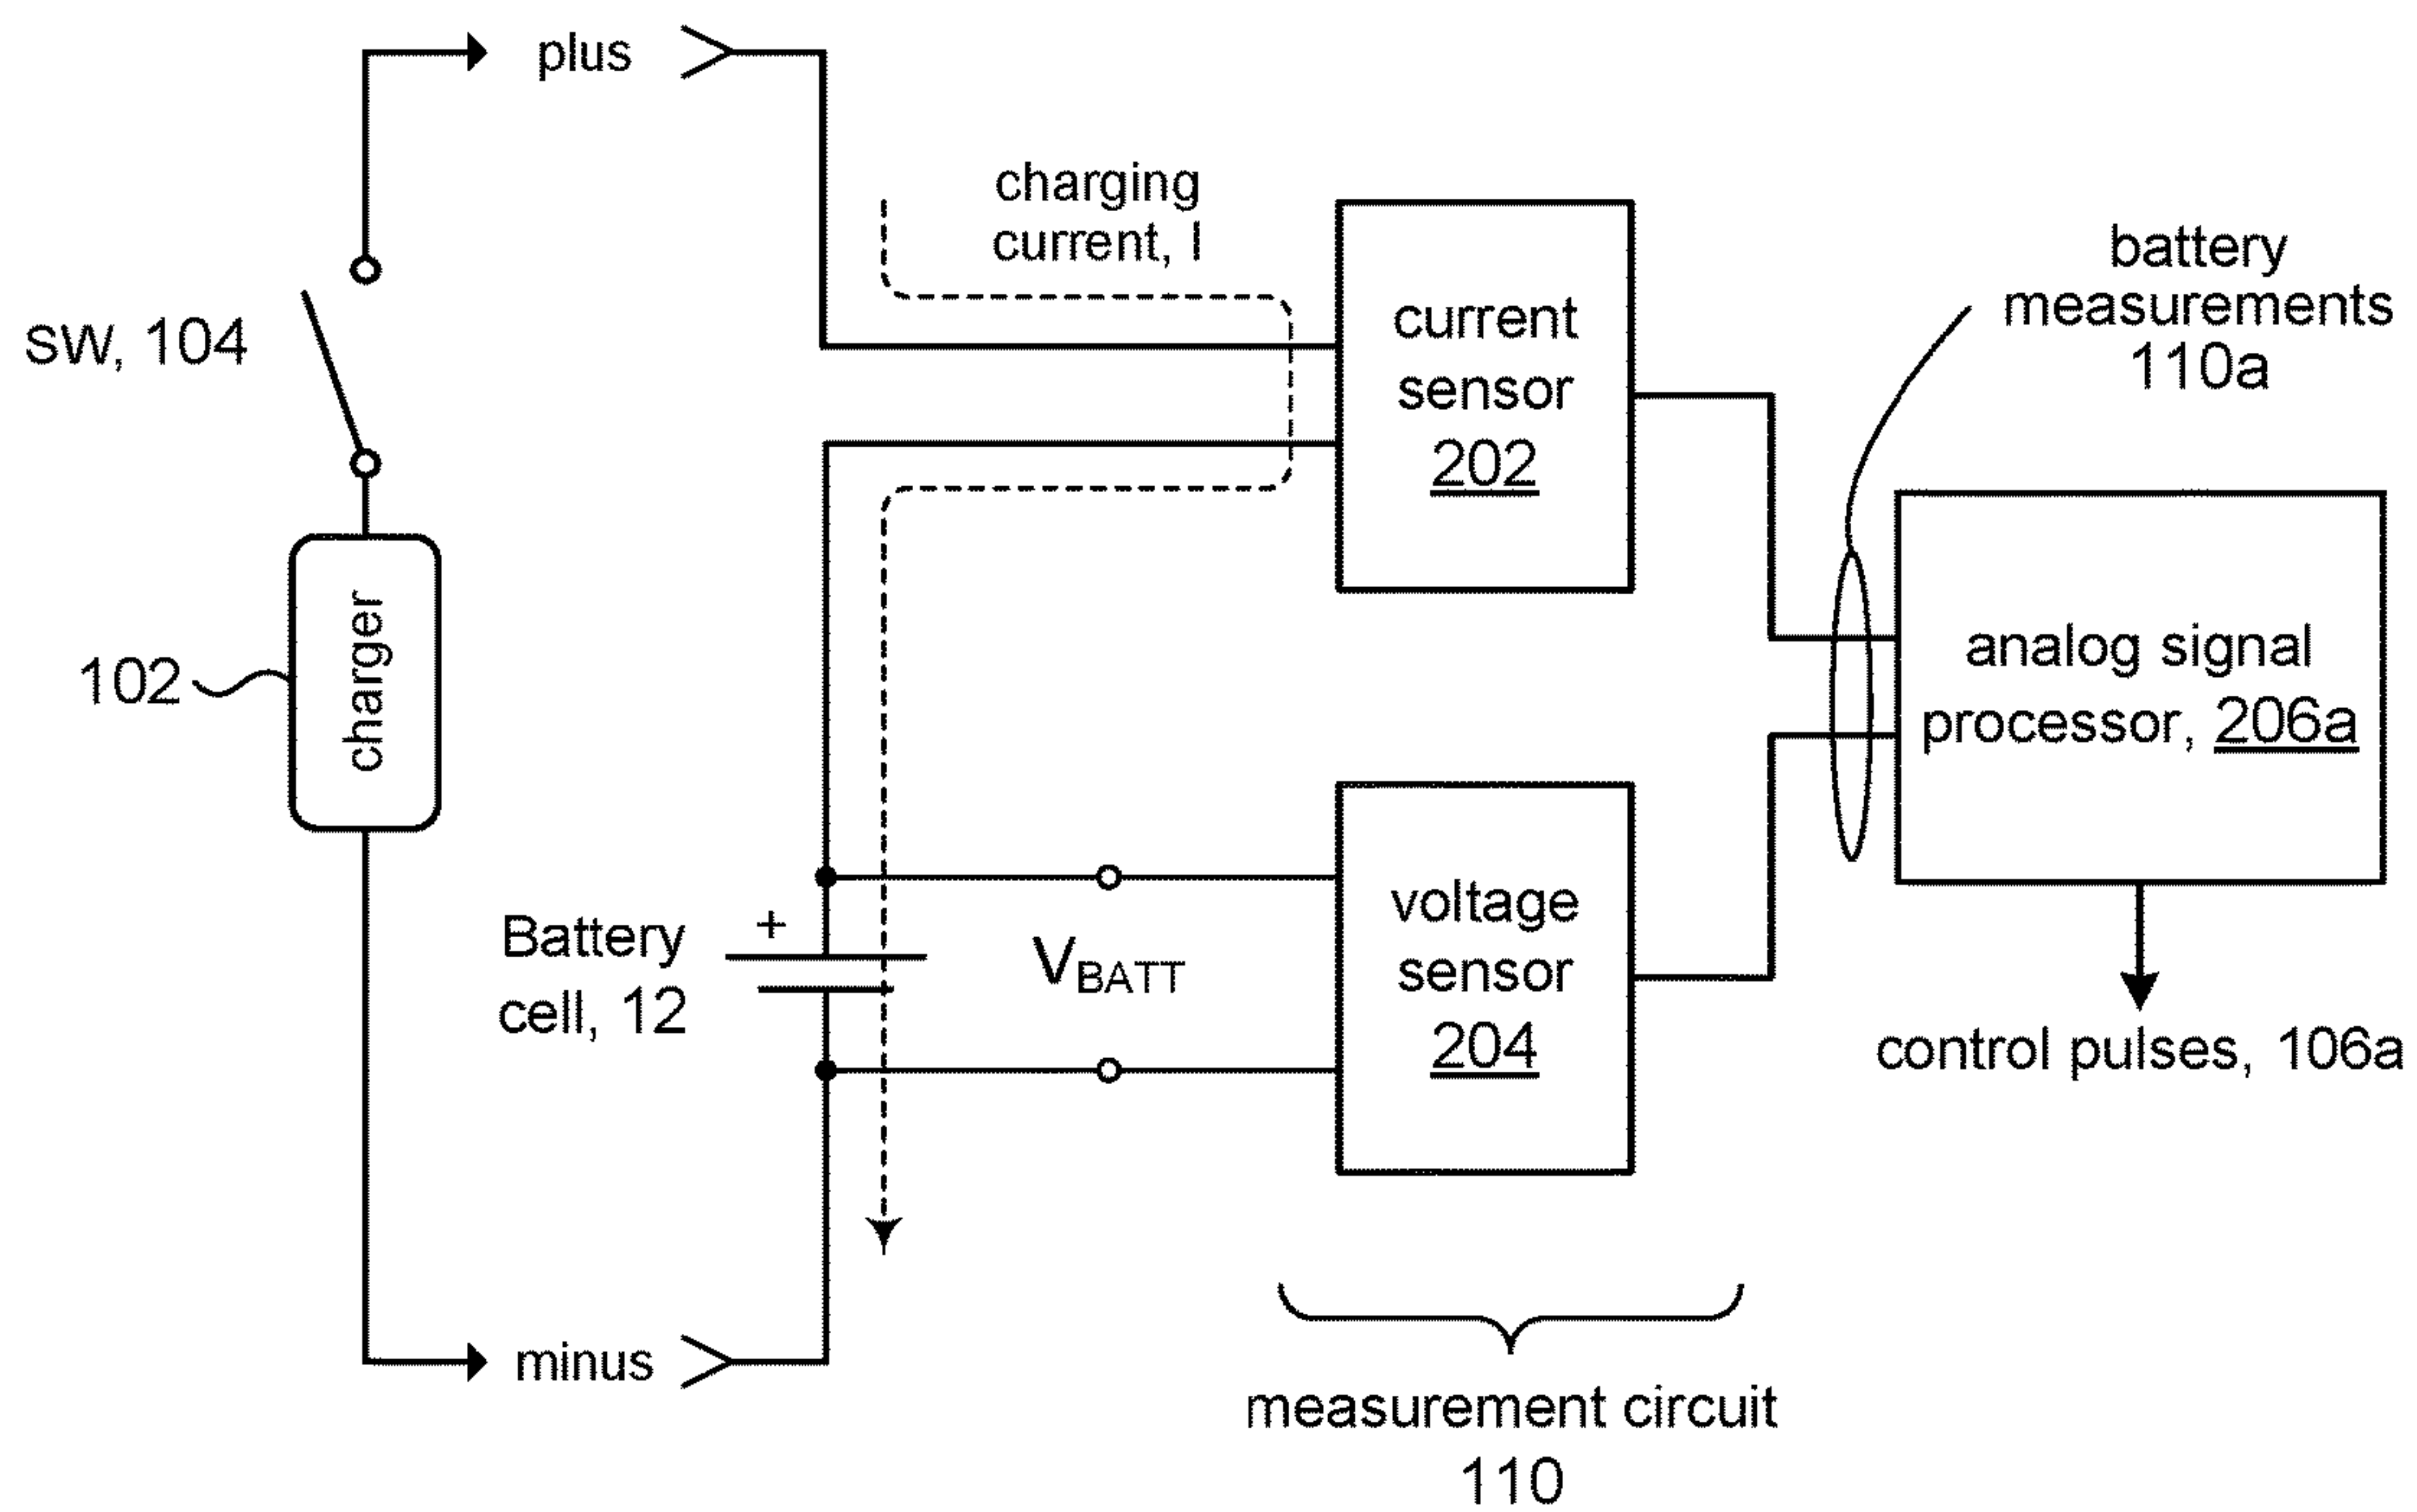 plus
charging
current, I
SW, 104
current
sensor
202
battery
measurements
110a
charger
102
analog signal
processor, 206a
+
Battery
cell, 12
VBATT
voltage
sensor
204
control pulses, 106a
minus
measurement circuit
110